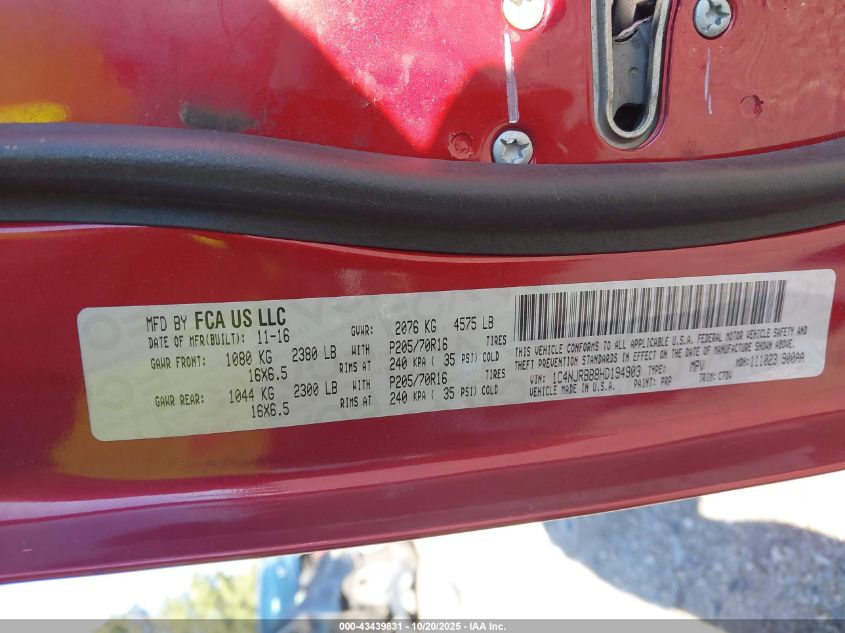 MFD BY FCA US LLC
DATE OF MFR(BUILT): 11-16 GVWR: 2076 KG 4575 LB
GAWR FRONT: 1080 KG 2380 LB P205/70R16 TIRES
16X6.5 RIMS AT 240 KPA ( 35 PSI) COLD
GAWR REAR: 1044 KG 2300 LB P205/70R16 TIRES
16X6.5 RIMS AT 240 KPA ( 35 PSI) COLD
THIS VEHICLE CONFORMS TO ALL APPLICABLE U.S.A. FEDERAL MOTOR VEHICLE SAFETY AND
THEFT PREVENTION STANDARDS IN EFFECT ON THE DATE OF MANUFACTURE SHOWN ABOVE.
VIN: 1C4NJRBB8HD194903 TYPE: MPV MDH: 111023 900AA
VEHICLE MADE IN U.S.A. PAINT: PRP TRIM: C7DV
000-43439831 - 10/20/2025 - IAA Inc.